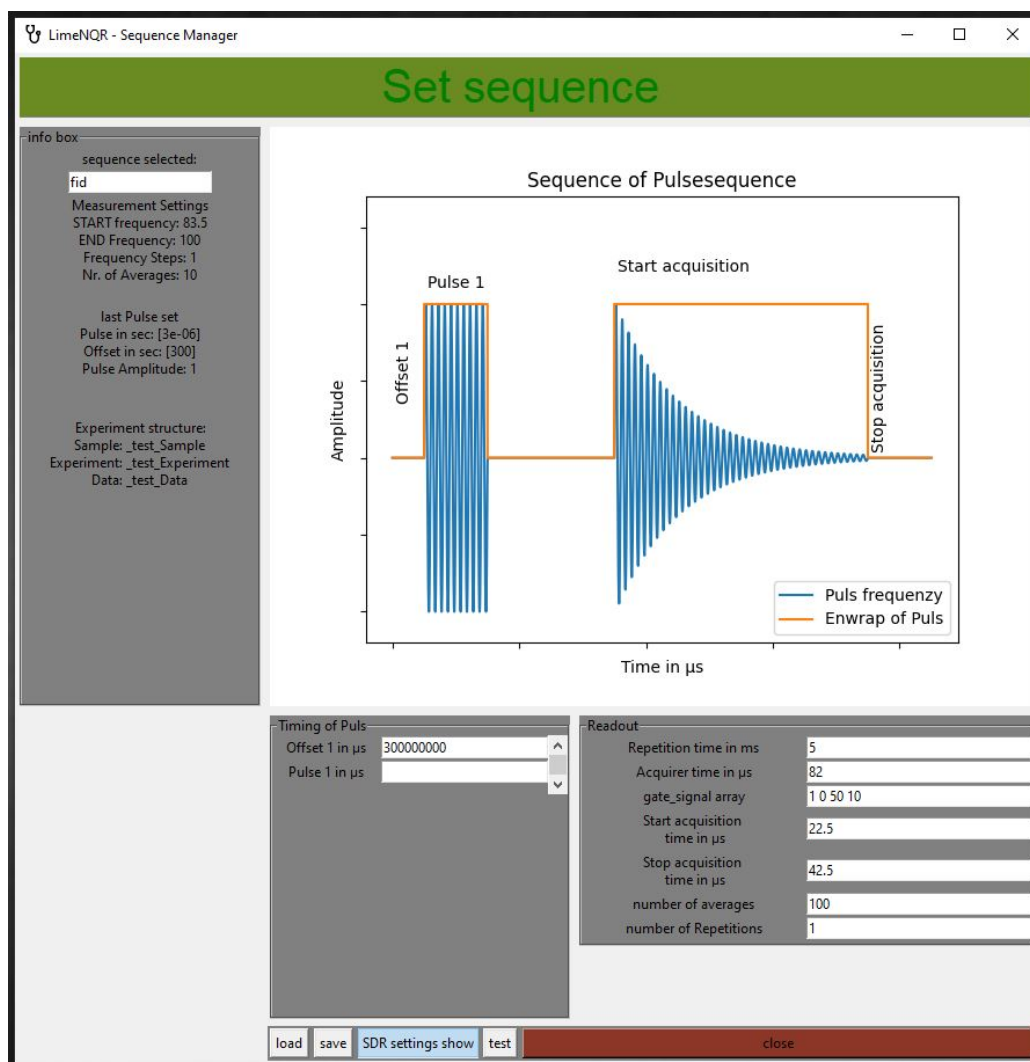 LimeNQR - Sequence Manager
Set sequence
info box
sequence selected:
fid
Measurement Settings
START frequency: 83.5
END Frequency: 100
Frequency Steps: 1
Nr. of Averages: 10
last Pulse set
Pulse in sec: [3e-06]
Offset in sec: [300]
Pulse Amplitude: 1
Experiment structure:
Sample: _test_Sample
Experiment: _test_Experiment
Data: _test_Data
Sequence of Pulsesequence
Start acquisition
Pulse 1
Offset 1
Stop acquisition
Amplitude
Puls frequenzy
Enwrap of Puls
Time in µs
Timing of Puls
Offset 1 in µs 300000000
Pulse 1 in µs
Readout
Repetition time in ms 5
Acquirer time in µs 82
gate_signal array 1 0 50 10
Start acquisition
time in µs 22.5
Stop acquisition
time in µs 42.5
number of averages 100
number of Repetitions 1
load save SDR settings show test close